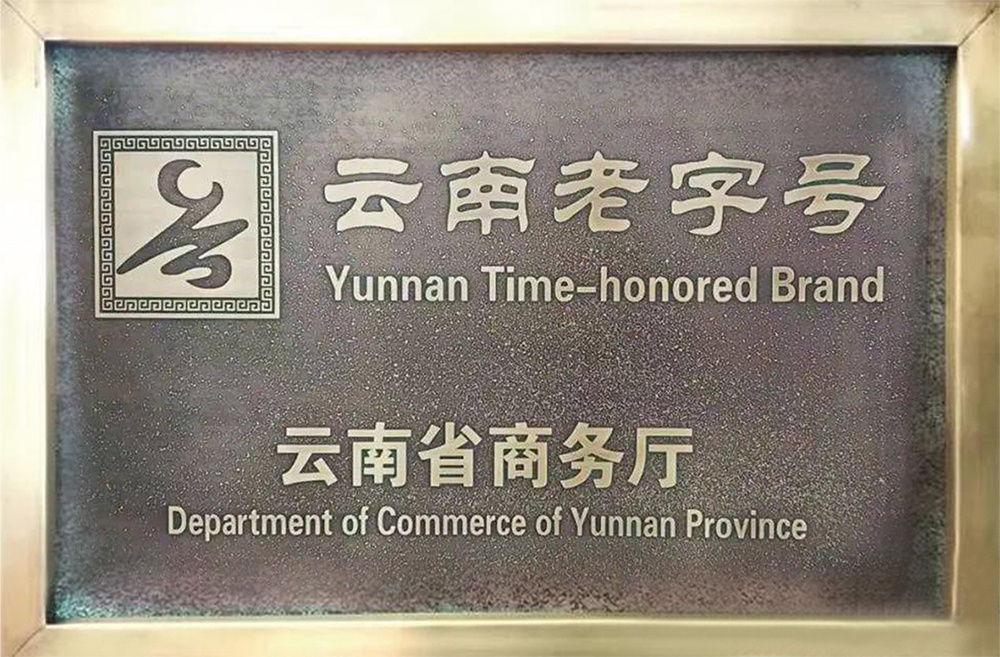 云南老字号
Yunnan Time-honored Brand
云南省商务厅
Department of Commerce of Yunnan Province